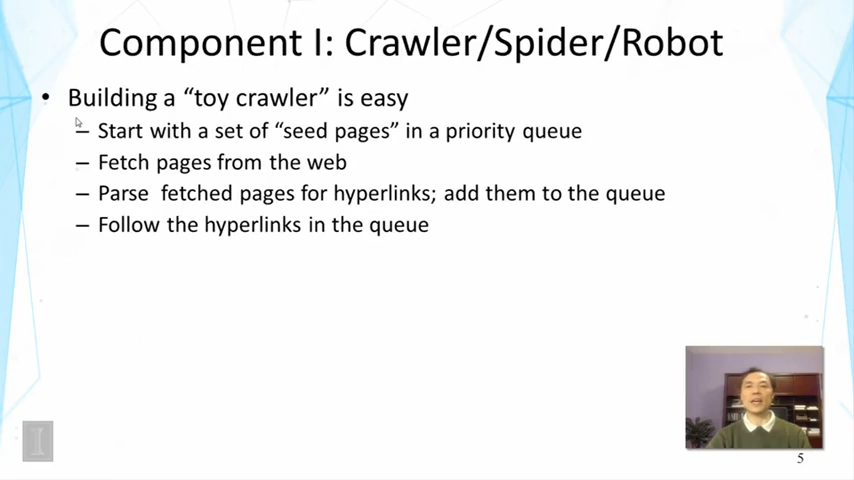 Component I: Crawler/Spider/Robot
• Building a “toy crawler” is easy
– Start with a set of “seed pages” in a priority queue
– Fetch pages from the web
– Parse fetched pages for hyperlinks; add them to the queue
– Follow the hyperlinks in the queue
I
5